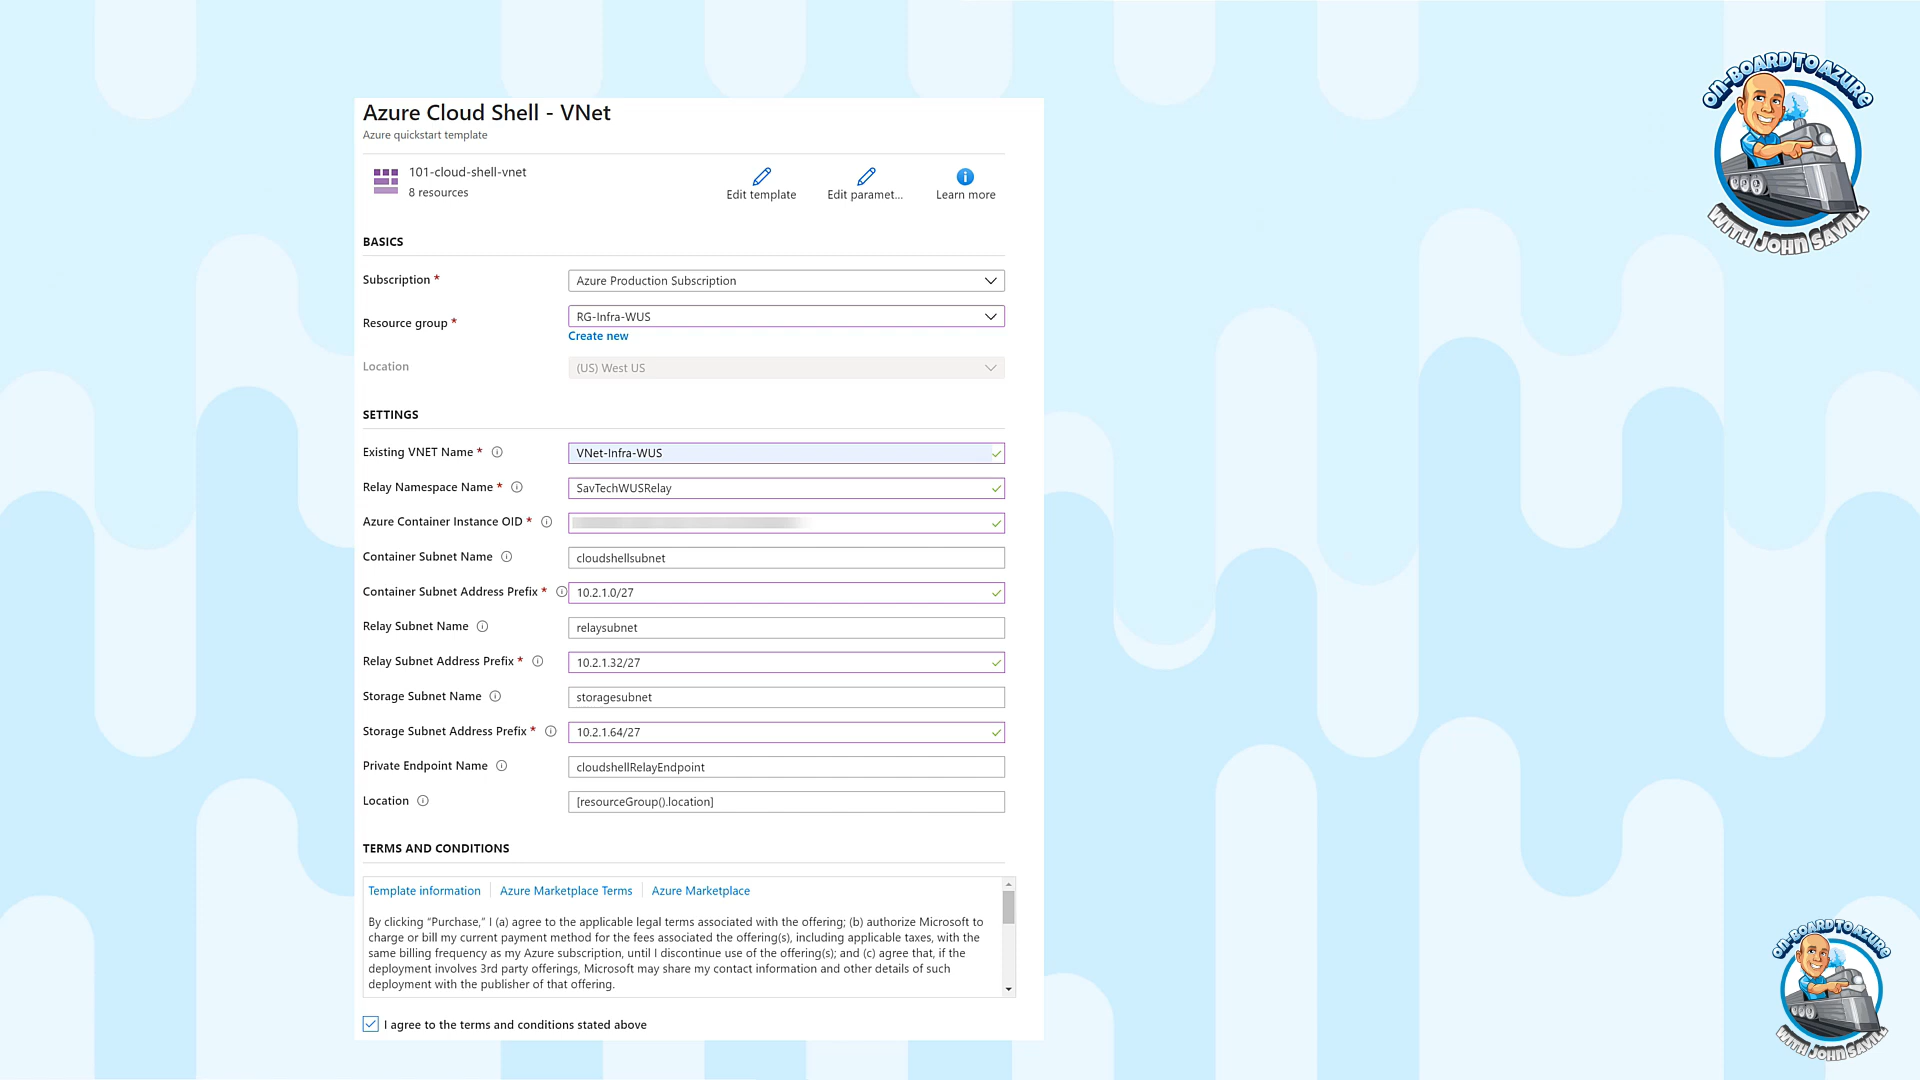 Azure Cloud Shell - VNet
Azure quickstart template
101-cloud-shell-vnet
8 resources
Edit template
Edit paramet...
Learn more
BASICS
Subscription *
Azure Production Subscription
Resource group *
RG-Infra-WUS
Create new
Location
(US) West US
SETTINGS
Existing VNET Name *
VNet-Infra-WUS
Relay Namespace Name *
SavTechWUSRelay
Azure Container Instance OID *
Container Subnet Name
cloudshellsubnet
Container Subnet Address Prefix *
10.2.1.0/27
Relay Subnet Name
relaysubnet
Relay Subnet Address Prefix *
10.2.1.32/27
Storage Subnet Name
storagesubnet
Storage Subnet Address Prefix *
10.2.1.64/27
Private Endpoint Name
cloudshellRelayEndpoint
Location
[resourceGroup().location]
TERMS AND CONDITIONS
Template information
Azure Marketplace Terms
Azure Marketplace
By clicking “Purchase,” I (a) agree to the applicable legal terms associated with the offering; (b) authorize Microsoft to
charge or bill my current payment method for the fees associated the offering(s), including applicable taxes, with the
same billing frequency as my Azure subscription, until I discontinue use of the offering(s); and (c) agree that, if the
deployment involves 3rd party offerings, Microsoft may share my contact information and other details of such
deployment with the publisher of that offering.
I agree to the terms and conditions stated above
ON-BOARD TO AZURE
WITH JOHN SAVILL
ON-BOARD TO AZURE
WITH JOHN SAVILL